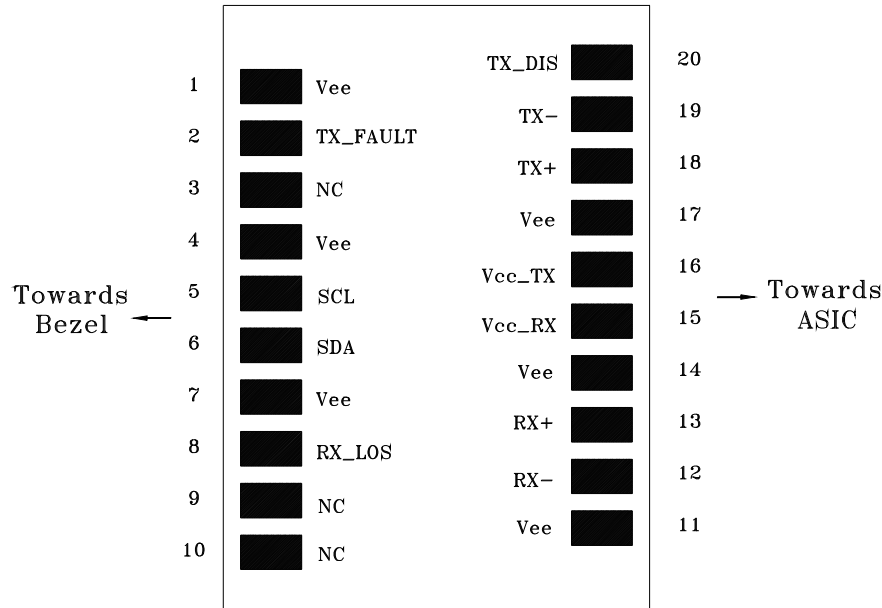 1 Vee
2 TX_FAULT
3 NC
4 Vee
5 SCL
6 SDA
7 Vee
8 RX_LOS
9 NC
10 NC
TX_DIS 20
TX- 19
TX+ 18
Vee 17
Vcc_TX 16
Vcc_RX 15
Vee 14
RX+ 13
RX- 12
Vee 11
Towards
Bezel
Towards
ASIC